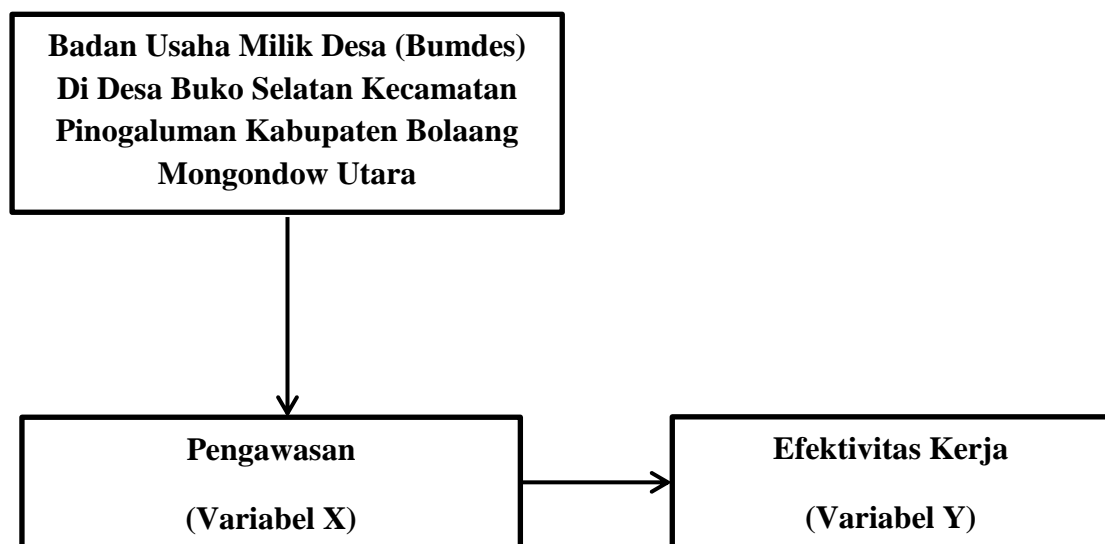 Badan Usaha Milik Desa (Bumdes)
Di Desa Buko Selatan Kecamatan
Pinogaluman Kabupaten Bolaang
Mongondow Utara
Pengawasan
(Variabel X)
Efektivitas Kerja
(Variabel Y)